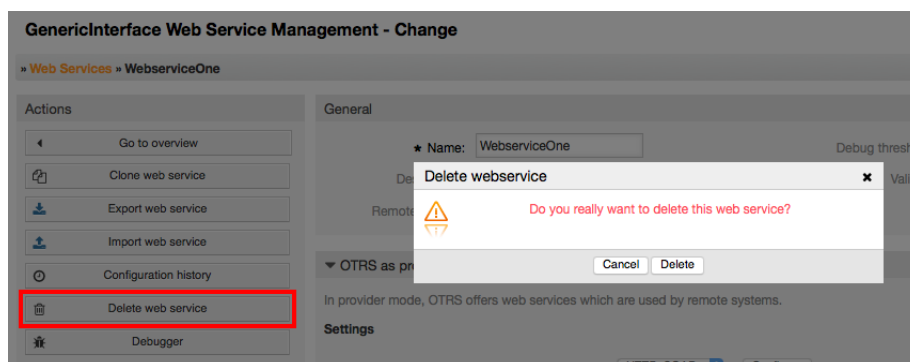 GenericInterface Web Service Management - Change
» Web Services » WebserviceOne
Actions
Go to overview
Clone web service
Export web service
Import web service
Configuration history
Delete web service
Debugger
General
★ Name: WebserviceOne
Debug thresh
De
Vali
Remote
Delete webservice ×
Do you really want to delete this web service?
Cancel Delete
OTRS as pr
In provider mode, OTRS offers web services which are used by remote systems.
Settings